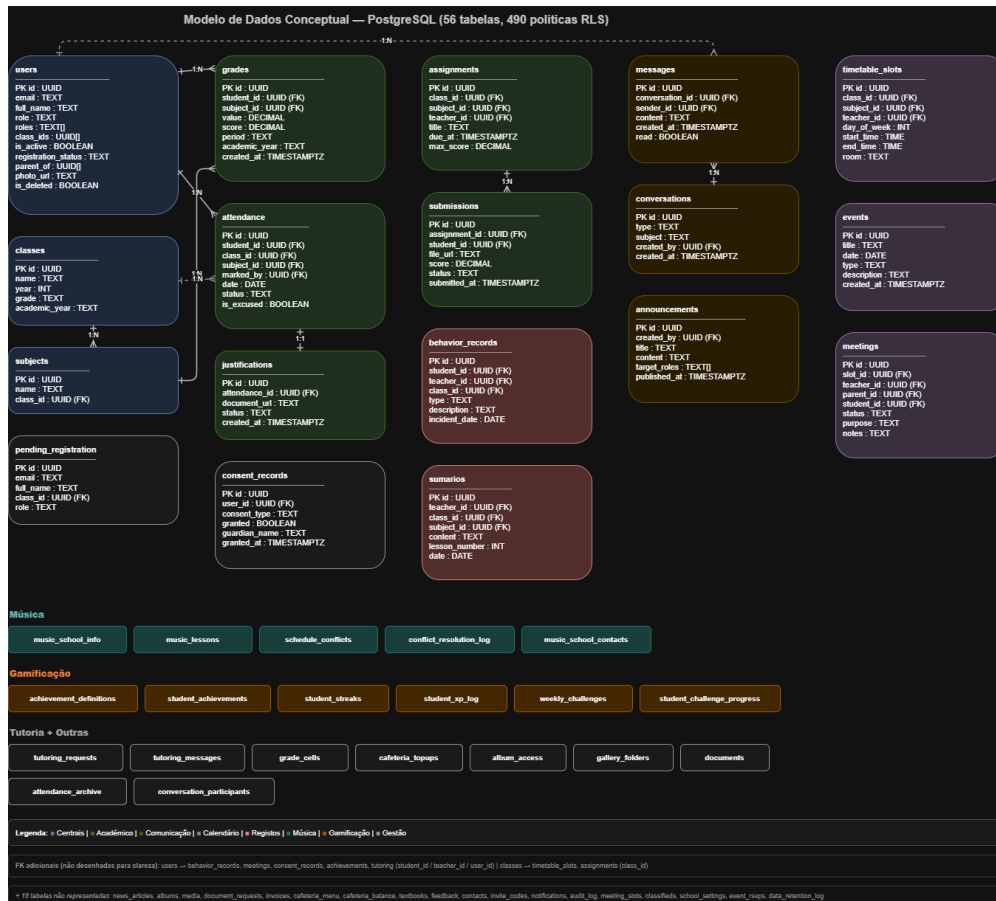 Modelo de Dados Conceptual — PostgreSQL (56 tabelas, 490 políticas RLS)
1:N
users
PK id : UUID
email : TEXT
full_name : TEXT
role : TEXT
roles : TEXT[]
class_ids : UUID[]
is_active : BOOLEAN
registration_status : TEXT
parent_of : UUID[]
photo_url : TEXT
is_deleted : BOOLEAN
1:N
1:N
classes
PK id : UUID
name : TEXT
year : INT
grade : TEXT
academic_year : TEXT
1:N
1:N
1:N
subjects
PK id : UUID
name : TEXT
class_id : UUID (FK)
pending_registration
PK id : UUID
email : TEXT
full_name : TEXT
class_id : UUID (FK)
role : TEXT
grades
PK id : UUID
student_id : UUID (FK)
subject_id : UUID (FK)
value : DECIMAL
score : DECIMAL
period : TEXT
academic_year : TEXT
created_at : TIMESTAMPTZ
attendance
PK id : UUID
student_id : UUID (FK)
class_id : UUID (FK)
subject_id : UUID (FK)
marked_by : UUID (FK)
date : DATE
status : TEXT
is_excused : BOOLEAN
1:1
justifications
PK id : UUID
attendance_id : UUID (FK)
document_url : TEXT
status : TEXT
created_at : TIMESTAMPTZ
consent_records
PK id : UUID
user_id : UUID (FK)
consent_type : TEXT
granted : BOOLEAN
guardian_name : TEXT
granted_at : TIMESTAMPTZ
assignments
PK id : UUID
class_id : UUID (FK)
subject_id : UUID (FK)
teacher_id : UUID (FK)
title : TEXT
due_at : TIMESTAMPTZ
max_score : DECIMAL
1:N
submissions
PK id : UUID
assignment_id : UUID (FK)
student_id : UUID (FK)
file_url : TEXT
score : DECIMAL
status : TEXT
submitted_at : TIMESTAMPTZ
behavior_records
PK id : UUID
student_id : UUID (FK)
teacher_id : UUID (FK)
class_id : UUID (FK)
type : TEXT
description : TEXT
incident_date : DATE
sumarios
PK id : UUID
teacher_id : UUID (FK)
class_id : UUID (FK)
subject_id : UUID (FK)
content : TEXT
lesson_number : INT
date : DATE
messages
PK id : UUID
conversation_id : UUID (FK)
sender_id : UUID (FK)
content : TEXT
created_at : TIMESTAMPTZ
read : BOOLEAN
1:N
conversations
PK id : UUID
type : TEXT
subject : TEXT
created_by : UUID (FK)
created_at : TIMESTAMPTZ
announcements
PK id : UUID
created_by : UUID (FK)
title : TEXT
content : TEXT
target_roles : TEXT[]
published_at : TIMESTAMPTZ
timetable_slots
PK id : UUID
class_id : UUID (FK)
subject_id : UUID (FK)
teacher_id : UUID (FK)
day_of_week : INT
start_time : TIME
end_time : TIME
room : TEXT
events
PK id : UUID
title : TEXT
date : DATE
type : TEXT
description : TEXT
created_at : TIMESTAMPTZ
meetings
PK id : UUID
slot_id : UUID (FK)
teacher_id : UUID (FK)
parent_id : UUID (FK)
student_id : UUID (FK)
status : TEXT
purpose : TEXT
notes : TEXT
Música
music_school_info
music_lessons
schedule_conflicts
conflict_resolution_log
music_school_contacts
Gamificação
achievement_definitions
student_achievements
student_streaks
student_xp_log
weekly_challenges
student_challenge_progress
Tutoria + Outras
tutoring_requests
tutoring_messages
grade_cells
cafeteria_topups
album_access
gallery_folders
documents
attendance_archive
conversation_participants
Legenda: ■ Centrais | ■ Académico | ■ Comunicação | ■ Calendário | ■ Registos | ■ Música | ■ Gamificação | ■ Gestão
FK adicionais (não desenhadas para clareza): users → behavior_records, meetings, consent_records, achievements, tutoring (student_id / teacher_id / user_id) | classes → timetable_slots, assignments (class_id)
+ 18 tabelas não representadas: news_articles, albums, media, document_requests, invoices, cafeteria_menu, cafeteria_balance, textbooks, feedback, contacts, invite_codes, notifications, audit_log, meeting_slots, classifieds, school_settings, event_rsvps, data_retention_log